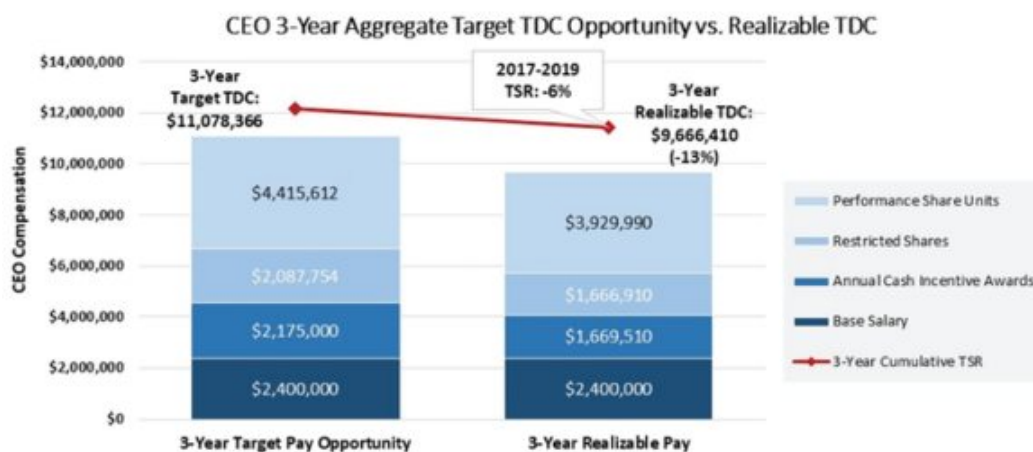 CEO 3-Year Aggregate Target TDC Opportunity vs. Realizable TDC
CEO Compensation
$14,000,000
$12,000,000
$10,000,000
$8,000,000
$6,000,000
$4,000,000
$2,000,000
$0
3-Year
Target TDC:
$11,078,366
2017-2019
TSR: -6%
3-Year
Realizable TDC:
$9,666,410
(-13%)
$4,415,612
$2,087,754
$2,175,000
$2,400,000
$3,929,990
$1,666,910
$1,669,510
$2,400,000
3-Year Target Pay Opportunity
3-Year Realizable Pay
Performance Share Units
Restricted Shares
Annual Cash Incentive Awards
Base Salary
3-Year Cumulative TSR